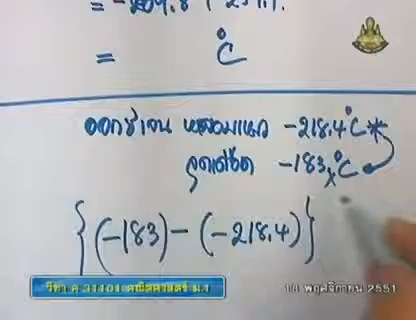 °C
=
ออกซิเจน หลอมเหลว -218.4°C *
จุดเดือด -183 °C
{(-183) - (-218.4)}
วิชา ค 31101 คณิตศาสตร์ ม.1
18 พฤศจิกายน 2551